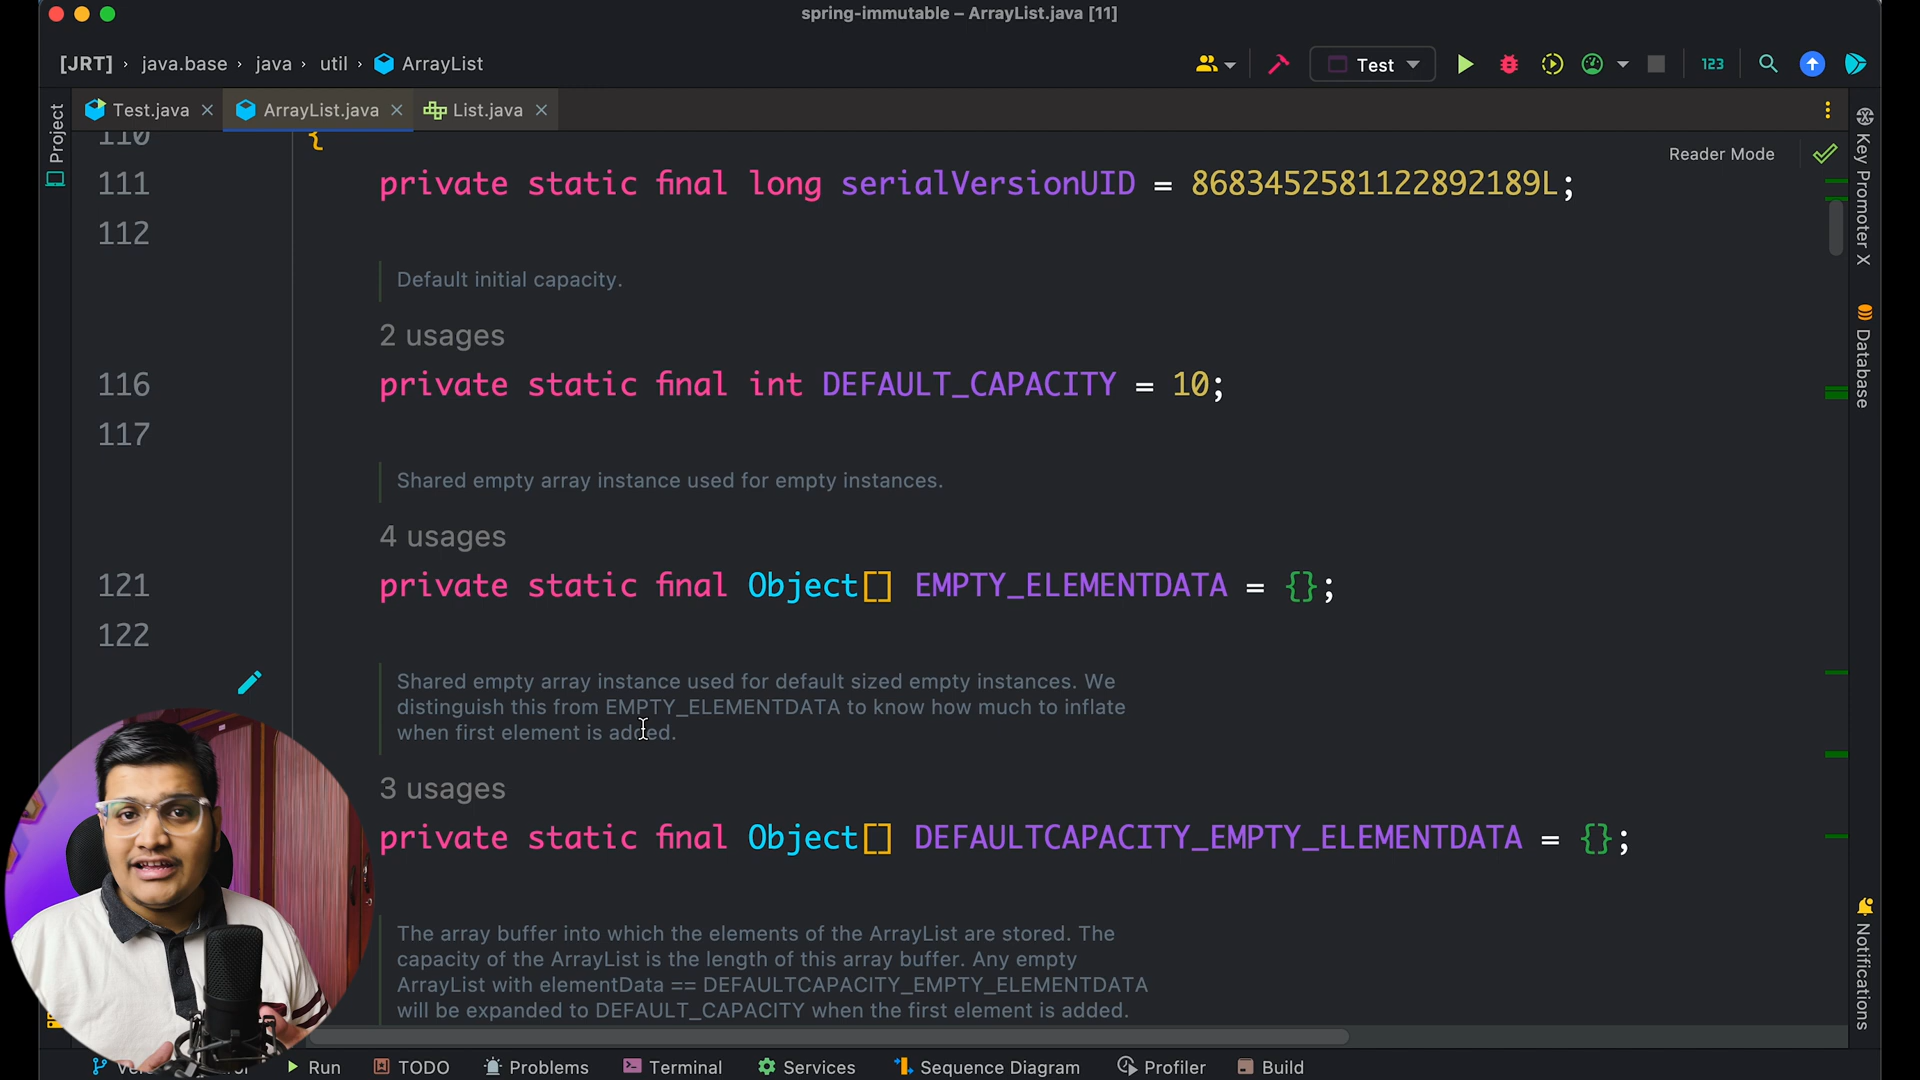 spring-immutable – ArrayList.java [11]
[JRT] › java.base › java › util › ArrayList
Test
123
Test.java
ArrayList.java
List.java
Project
Reader Mode
Key Promoter X
Database
Notifications
110 {
111 private static final long serialVersionUID = 8683452581122892189L;
112
Default initial capacity.
2 usages
116 private static final int DEFAULT_CAPACITY = 10;
117
Shared empty array instance used for empty instances.
4 usages
121 private static final Object[] EMPTY_ELEMENTDATA = {};
122
Shared empty array instance used for default sized empty instances. We
distinguish this from EMPTY_ELEMENTDATA to know how much to inflate
when first element is added.
3 usages
private static final Object[] DEFAULTCAPACITY_EMPTY_ELEMENTDATA = {};
The array buffer into which the elements of the ArrayList are stored. The
capacity of the ArrayList is the length of this array buffer. Any empty
ArrayList with elementData == DEFAULTCAPACITY_EMPTY_ELEMENTDATA
will be expanded to DEFAULT_CAPACITY when the first element is added.
Run
TODO
Problems
Terminal
Services
Sequence Diagram
Profiler
Build